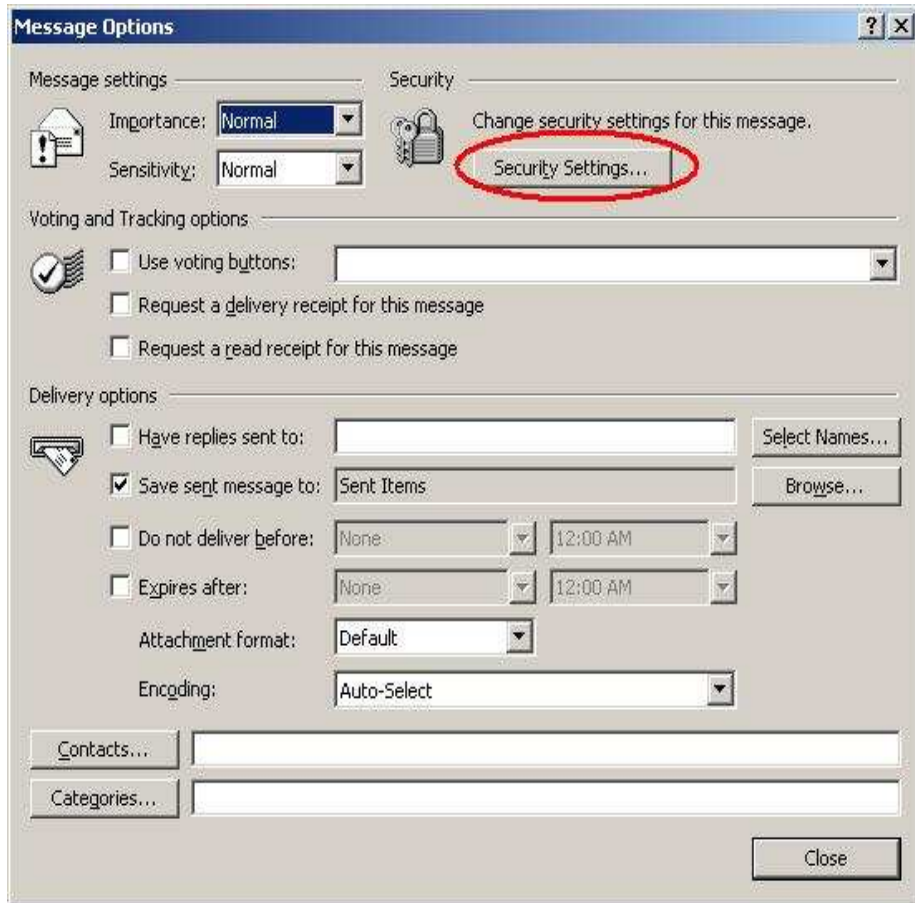 Message Options
Message settings
Security
Importance: Normal
Change security settings for this message.
Sensitivity: Normal
Security Settings...
Voting and Tracking options
Use voting buttons:
Request a delivery receipt for this message
Request a read receipt for this message
Delivery options
Have replies sent to:
Select Names...
Save sent message to: Sent Items
Browse...
Do not deliver before: None 12:00 AM
Expires after: None 12:00 AM
Attachment format: Default
Encoding: Auto-Select
Contacts...
Categories...
Close